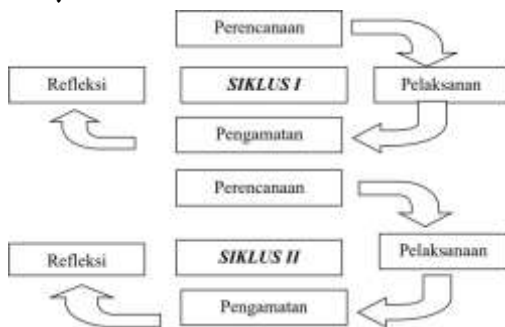 Perencanaan
Refleksi
SIKLUS I
Pelaksanan
Pengamatan
Perencanaan
Refleksi
SIKLUS II
Pelaksanaan
Pengamatan